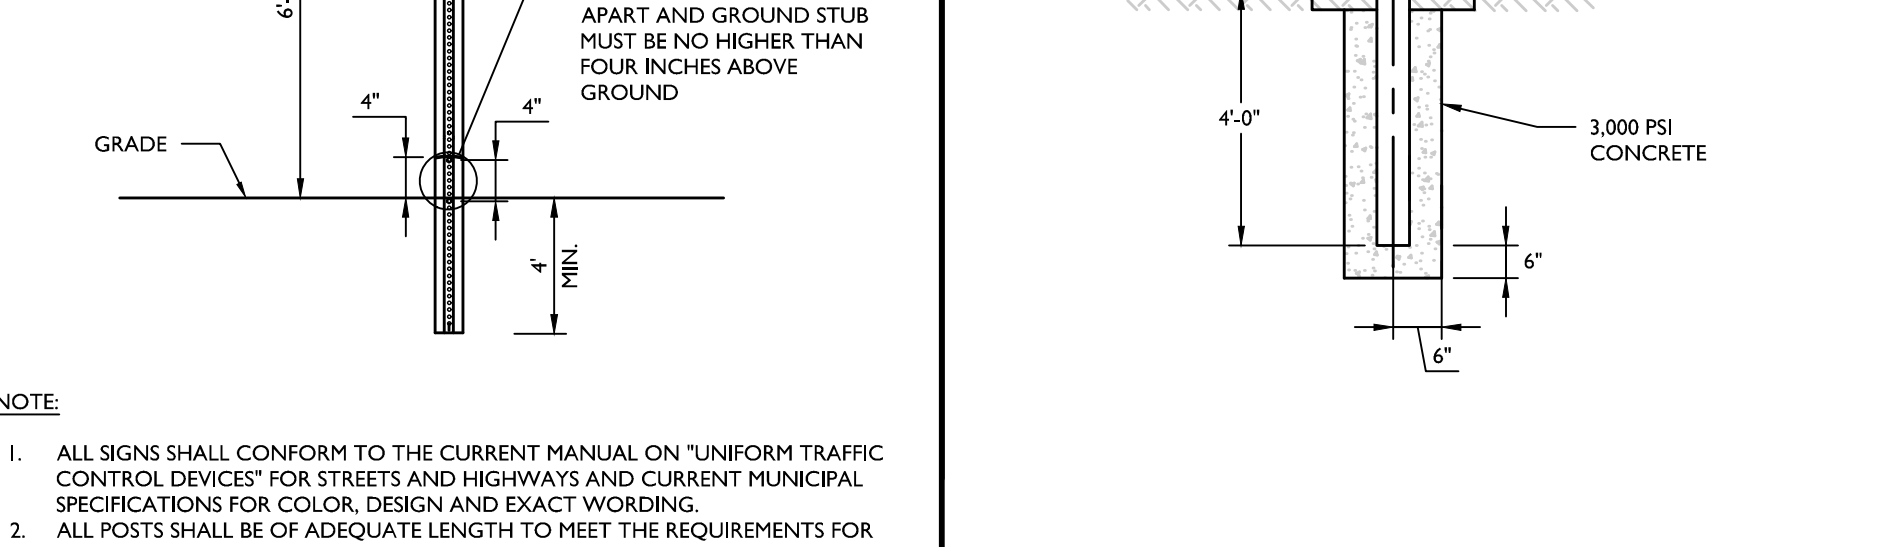 6'-
APART AND GROUND STUB
MUST BE NO HIGHER THAN
FOUR INCHES ABOVE
GROUND
4"
4"
GRADE
4'
MIN.
NOTE:
1. ALL SIGNS SHALL CONFORM TO THE CURRENT MANUAL ON "UNIFORM TRAFFIC
CONTROL DEVICES" FOR STREETS AND HIGHWAYS AND CURRENT MUNICIPAL
SPECIFICATIONS FOR COLOR, DESIGN AND EXACT WORDING.
2. ALL POSTS SHALL BE OF ADEQUATE LENGTH TO MEET THE REQUIREMENTS FOR
4'-0"
3,000 PSI
CONCRETE
6"
6"